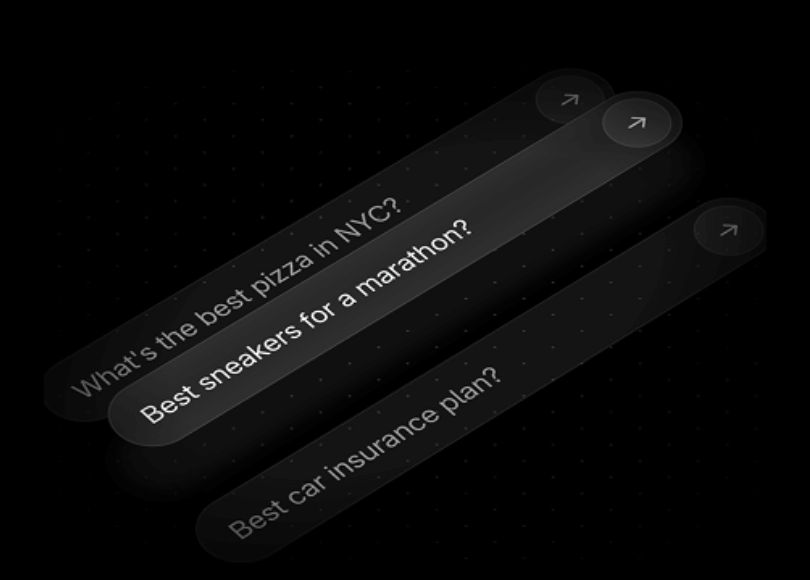 What's the best pizza in NYC?
Best sneakers for a marathon?
Best car insurance plan?